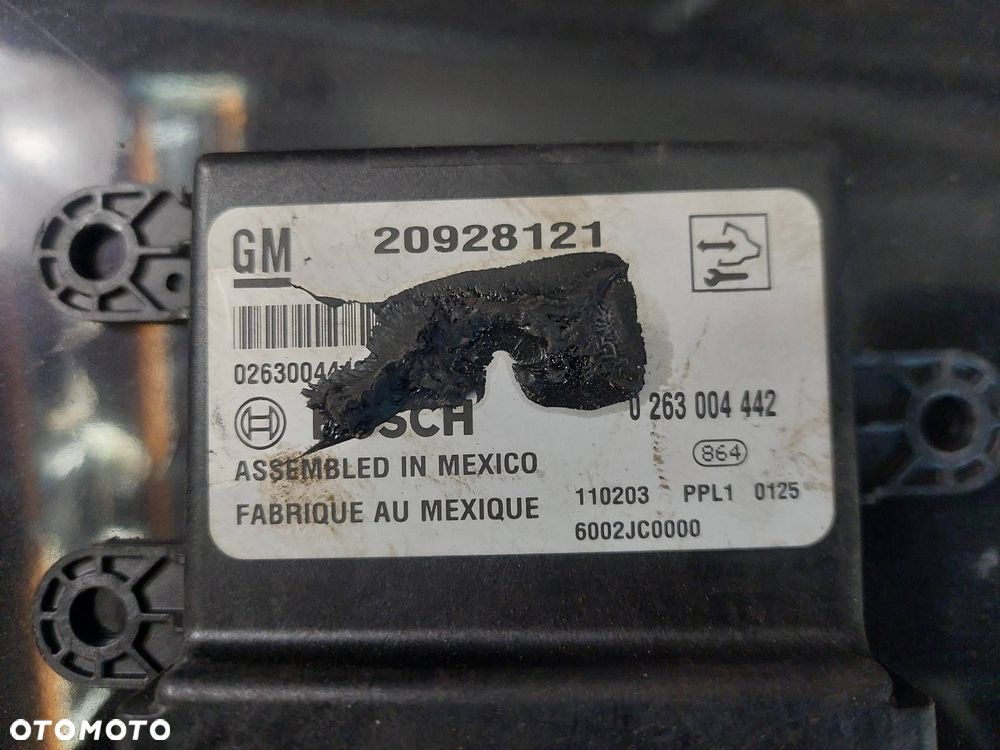 GM 20928121
0263004442
BOSCH 0 263 004 442
864
ASSEMBLED IN MEXICO
FABRIQUE AU MEXIQUE
110203 PPL1 0125
6002JC0000
OTOMOTO